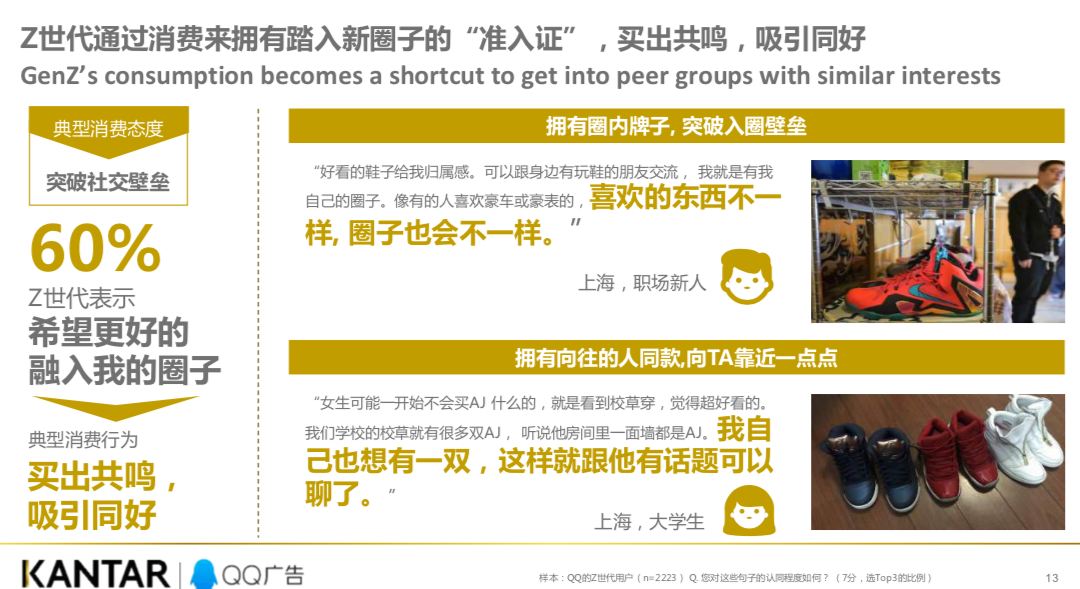 Z世代通过消费来拥有踏入新圈子的“准入证”，买出共鸣，吸引同好
GenZ’s consumption becomes a shortcut to get into peer groups with similar interests
典型消费态度
突破社交壁垒
60%
Z世代表示
希望更好的
融入我的圈子
典型消费行为
买出共鸣，
吸引同好
拥有圈内牌子, 突破入圈壁垒
“好看的鞋子给我归属感。可以跟身边有玩鞋的朋友交流， 我就是有我
自己的圈子。像有的人喜欢豪车或豪表的，喜欢的东西不一
样, 圈子也会不一样。”
上海，职场新人
拥有向往的人同款,向TA靠近一点点
“女生可能一开始不会买AJ 什么的，就是看到校草穿，觉得超好看的。
我们学校的校草就有很多双AJ， 听说他房间里一面墙都是AJ。我自
己也想有一双，这样就跟他有话题可以
聊了。”
上海，大学生
KANTAR | QQ广告
样本：QQ的Z世代用户（n=2223） Q. 您对这些句子的认同程度如何？（7分，选Top3的比例）
13